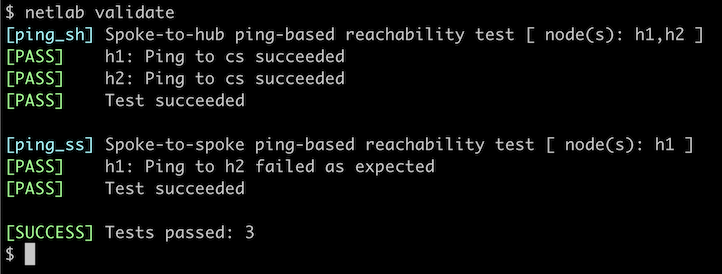 $ netlab validate
[ping_sh] Spoke-to-hub ping-based reachability test [ node(s): h1,h2 ]
[PASS]    h1: Ping to cs succeeded
[PASS]    h2: Ping to cs succeeded
[PASS]    Test succeeded

[ping_ss] Spoke-to-spoke ping-based reachability test [ node(s): h1 ]
[PASS]    h1: Ping to h2 failed as expected
[PASS]    Test succeeded

[SUCCESS] Tests passed: 3
$